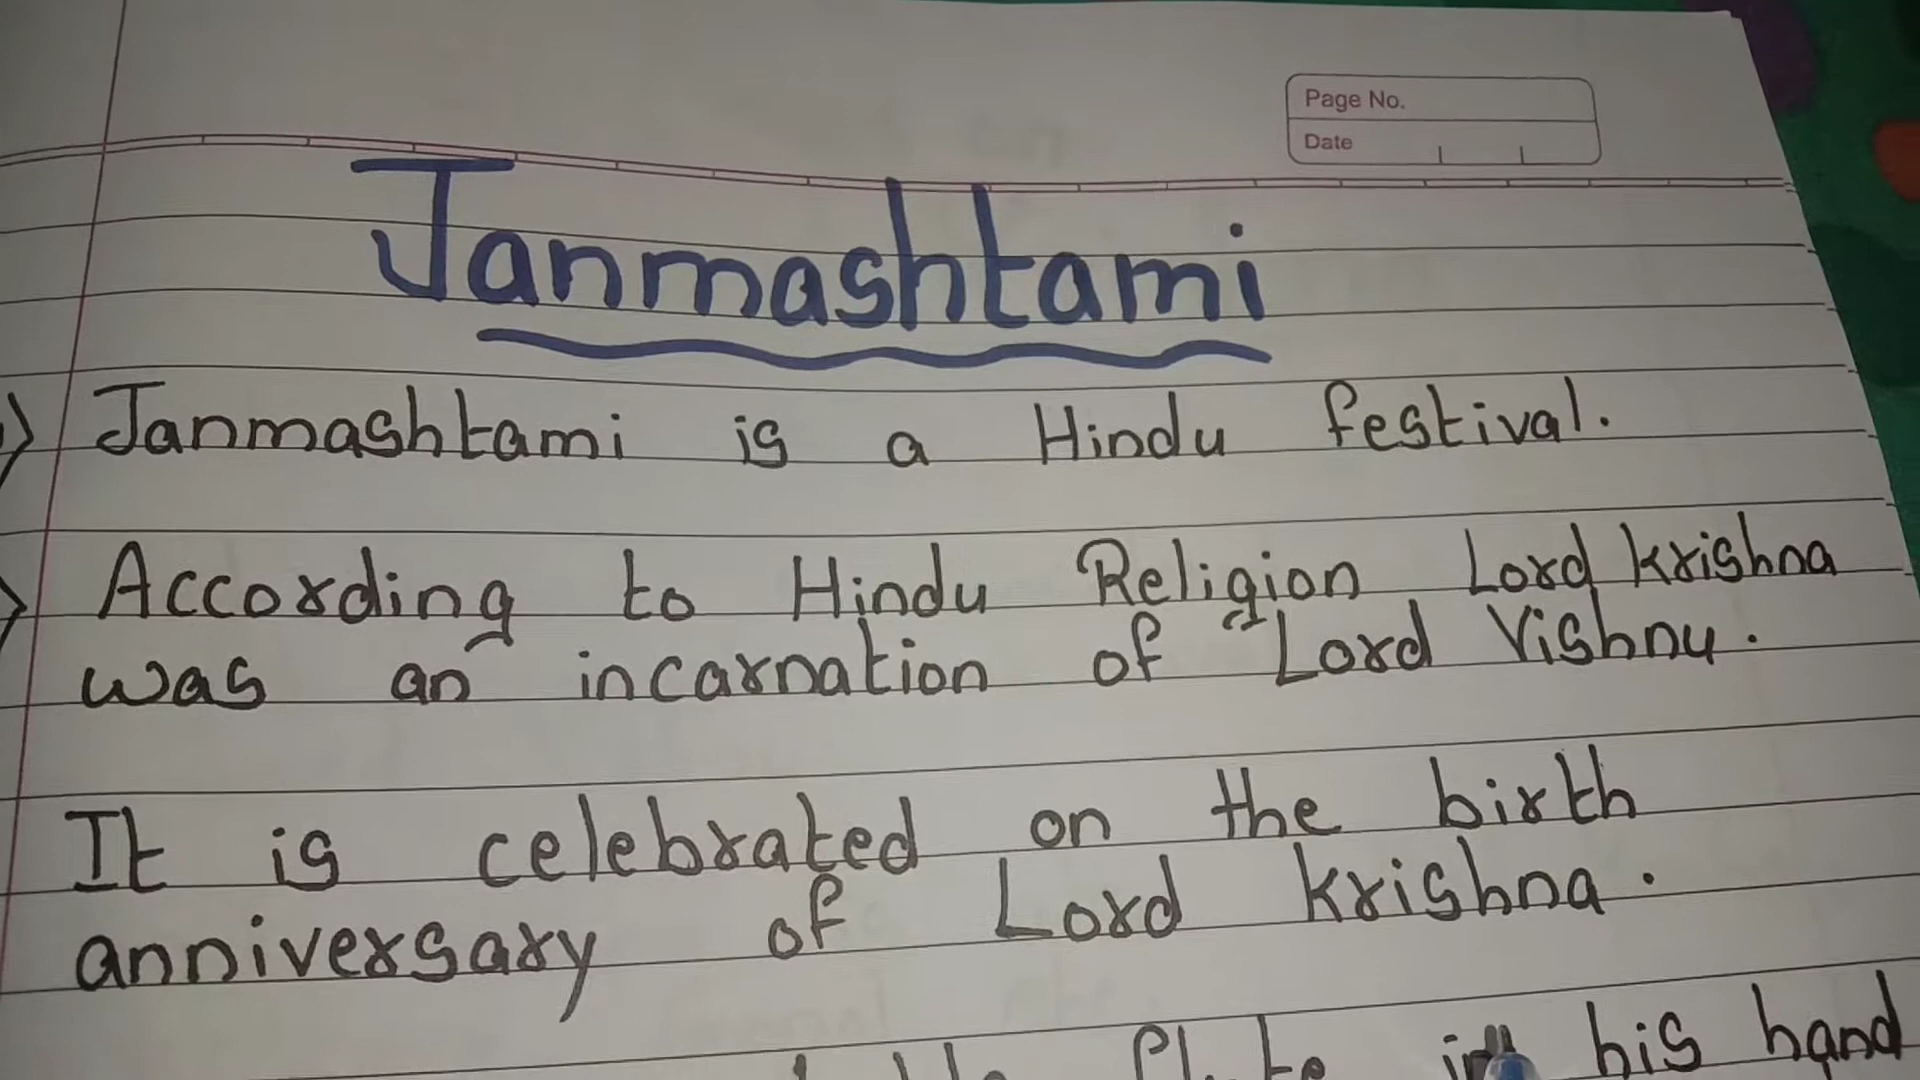 Page No.
Date
Janmashtami
) Janmashtami is a Hindu festival.
) According to Hindu Religion Lord krishna
was an incarnation of Lord Vishnu.
It is celebrated on the birth
anniversary of Lord krishna.
his hand